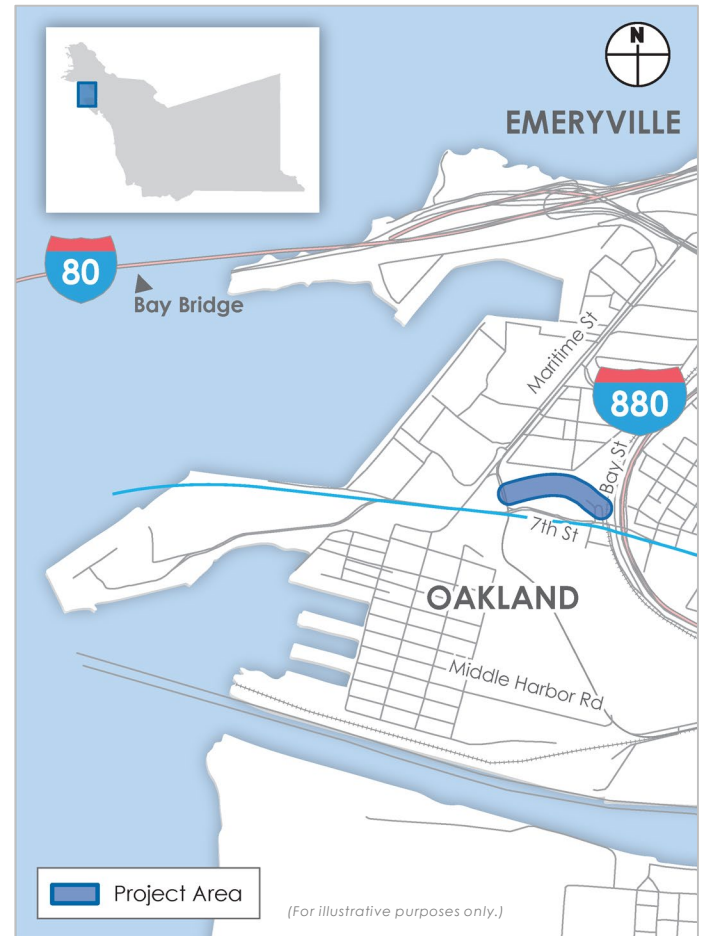 N
EMERYVILLE
80
Bay Bridge
Maritime St
880
Bay St
7th St
OAKLAND
Middle Harbor Rd
Project Area
(For illustrative purposes only.)